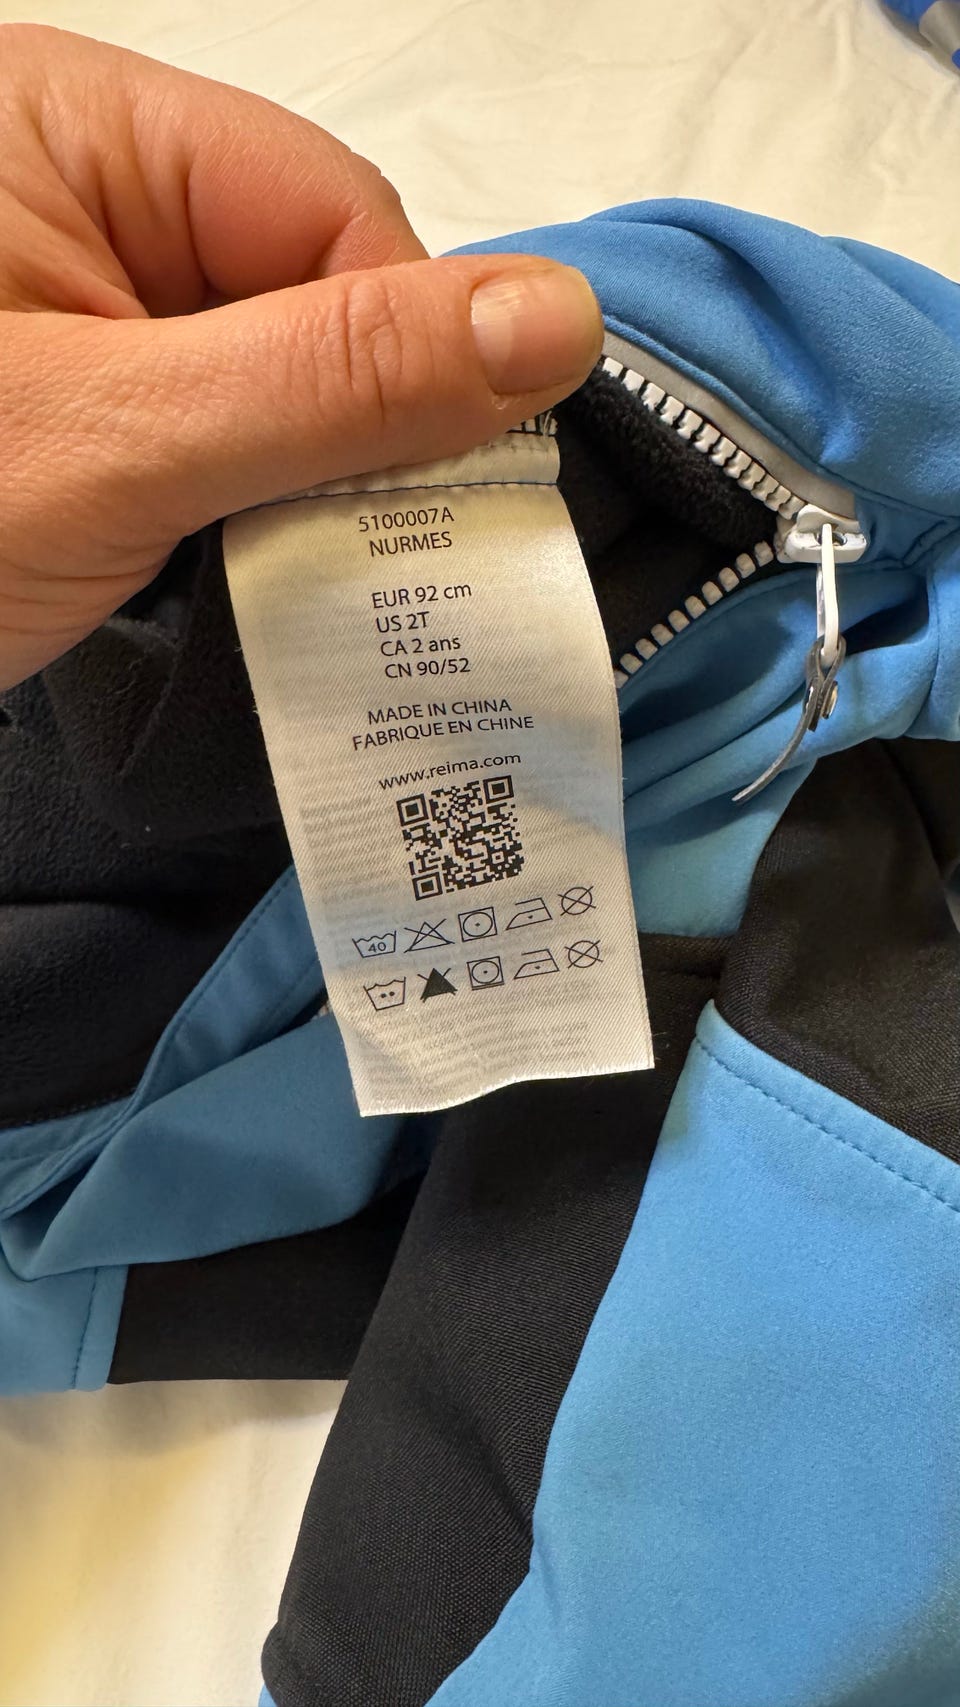 5100007A
NURMES
EUR 92 cm
US 2T
CA 2 ans
CN 90/52
MADE IN CHINA
FABRIQUE EN CHINE
www.reima.com
40